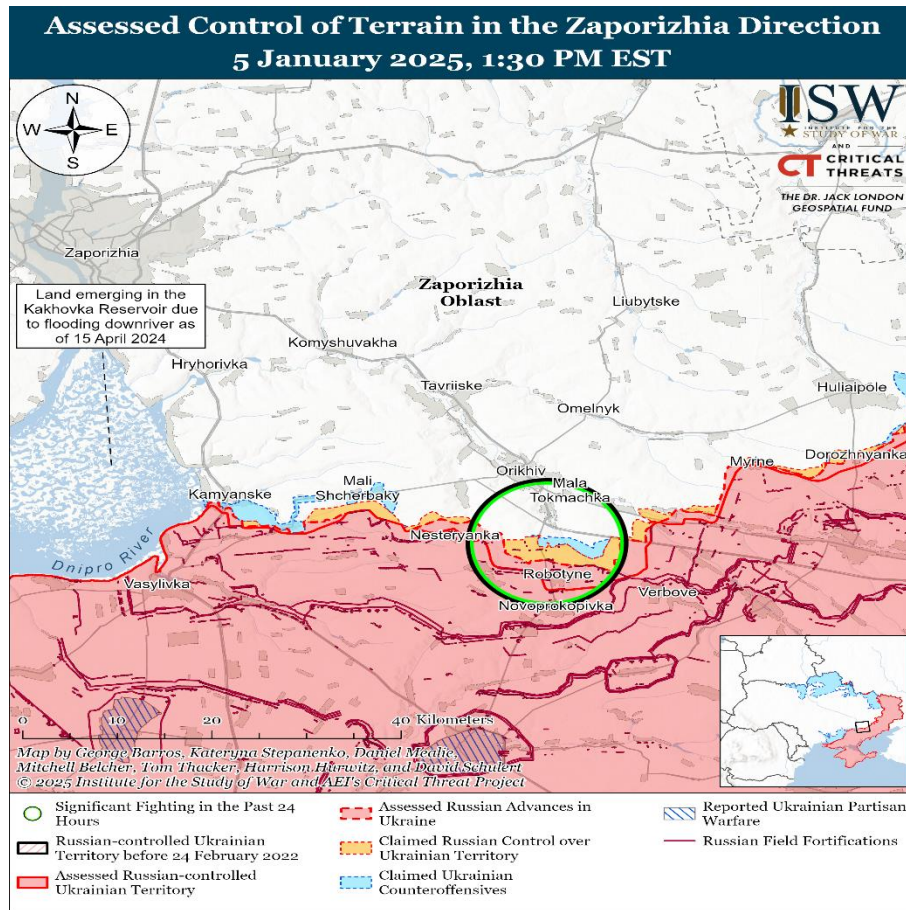 Assessed Control of Terrain in the Zaporizhia Direction
5 January 2025, 1:30 PM EST
N
W
E
S
ISW
INSTITUTE FOR THE
STUDY OF WAR
AND
CT CRITICAL
THREATS
THE DR. JACK LONDON
GEOSPATIAL FUND
Zaporizhia
Land emerging in the
Kakhovka Reservoir due
to flooding downriver as
of 15 April 2024
Zaporizhia
Oblast
Liubytske
Komyshuvakha
Hryhorivka
Tavriiske
Huliaipole
Omelnyk
Orikhiv
Myrne
Dorozhnyanka
Mala
Tokmachka
Mali
Shcherbaky
Kamyanske
Nesteryanka
Dnipro River
Robotyne
Vasylivka
Verbove
Novoprokopivka
0
10
20
40 Kilometers
Map by George Barros, Kateryna Stepanenko, Daniel Mealie,
Mitchell Belcher, Tom Thacker, Harrison Hurwitz, and David Schulert
© 2025 Institute for the Study of War and AEI's Critical Threat Project
Significant Fighting in the Past 24
Hours
Russian-controlled Ukrainian
Territory before 24 February 2022
Assessed Russian-controlled
Ukrainian Territory
Assessed Russian Advances in
Ukraine
Claimed Russian Control over
Ukrainian Territory
Claimed Ukrainian
Counteroffensives
Reported Ukrainian Partisan
Warfare
Russian Field Fortifications